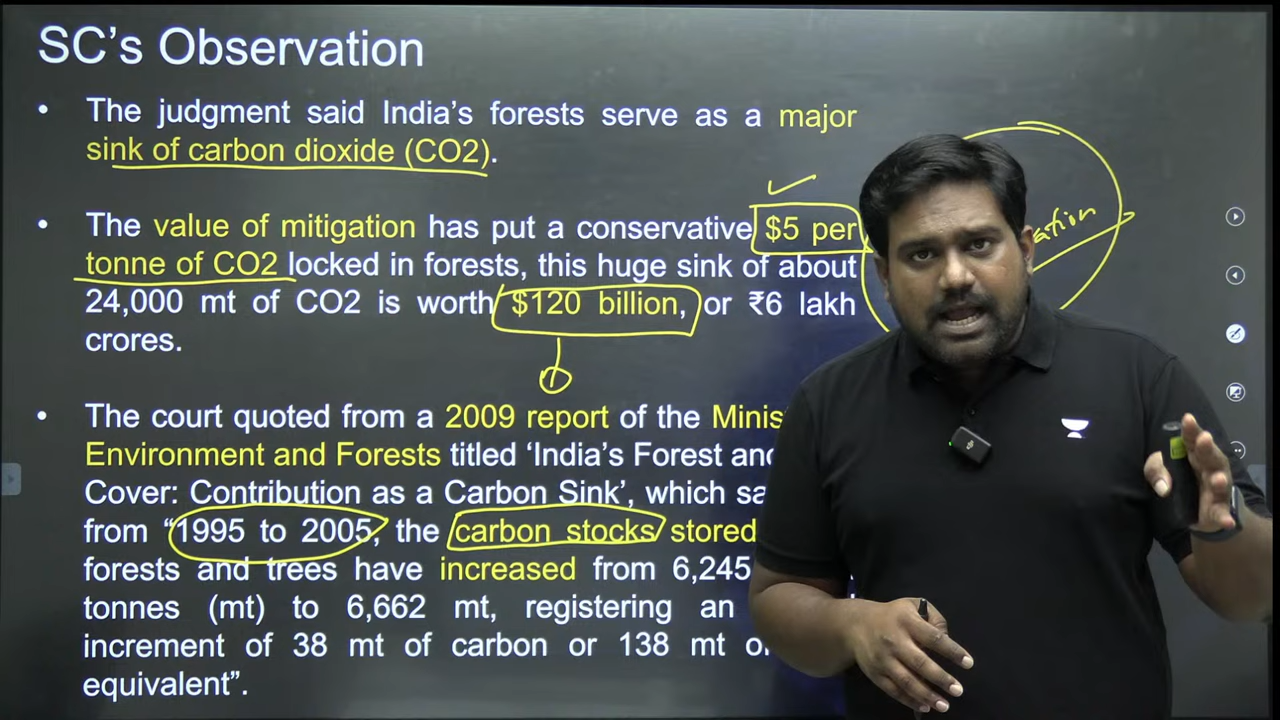 SC's Observation
• The judgment said India's forests serve as a major
sink of carbon dioxide (CO2).
• The value of mitigation has put a conservative $5 per
tonne of CO2 locked in forests, this huge sink of about
24,000 mt of CO2 is worth $120 billion, or ₹6 lakh
crores.
• The court quoted from a 2009 report of the
Environment and Forests titled 'India's Forest and
Cover: Contribution as a Carbon Sink', which
from "1995 to 2005, the carbon stocks stored
forests and trees have increased from 6,245
tonnes (mt) to 6,662 mt, registering an
increment of 38 mt of carbon or 138 mt
equivalent".